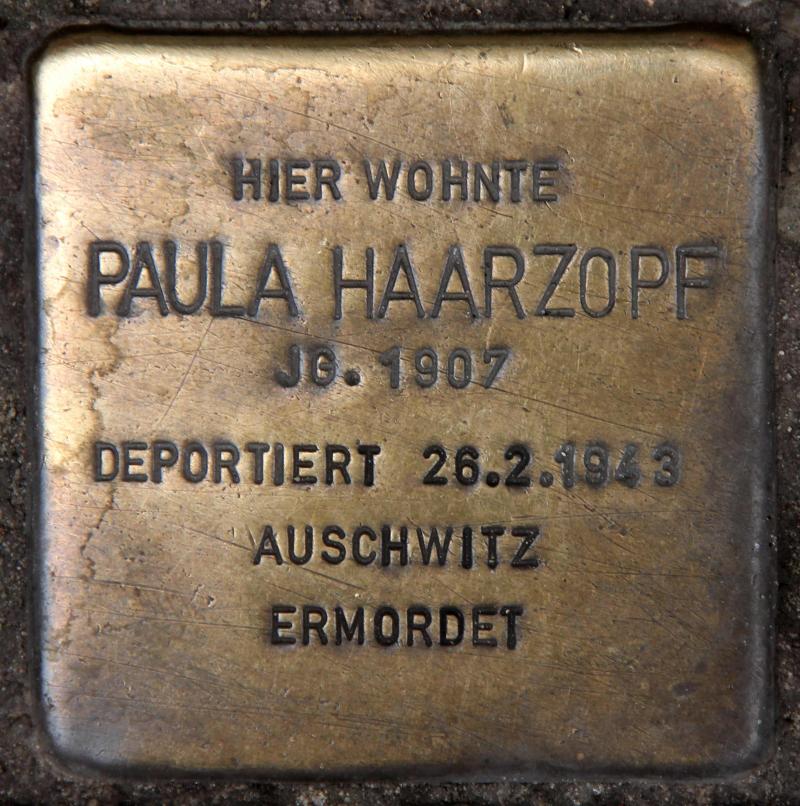 HIER WOHNTE
PAULA HAARZOPF
JG. 1907
DEPORTIERT 26.2.1943
AUSCHWITZ
ERMORDET